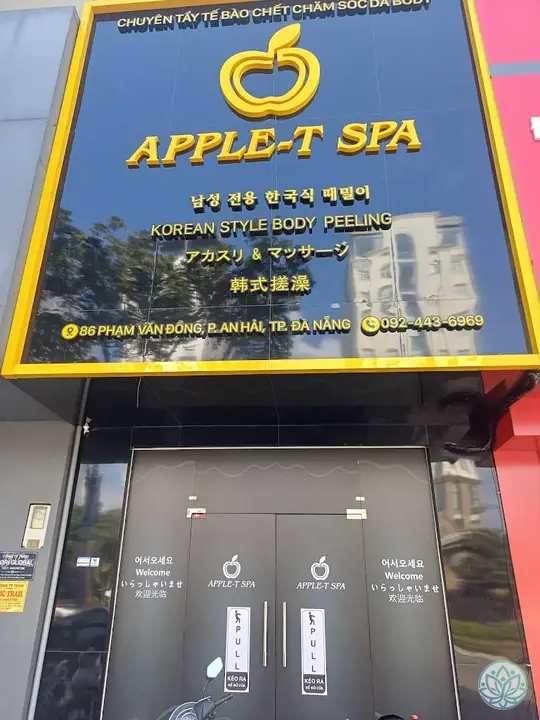 CHUYÊN TẨY TẾ BÀO CHẾT CHĂM SÓC DA BODY
APPLE-T SPA
남성 전용 한국식 때밀이
KOREAN STYLE BODY PEELING
アカスリ & マッサージ
韩式搓澡
86 PHẠM VĂN ĐỒNG, P. AN HẢI, TP. ĐÀ NẴNG 092-443-6969
어서오세요
Welcome
いらっしゃいませ
欢迎光临
APPLE-T SPA
PULL
KÉO RA
APPLE-T SPA
PULL
KÉO RA
어서오세요
Welcome
いらっしゃいませ
欢迎光临